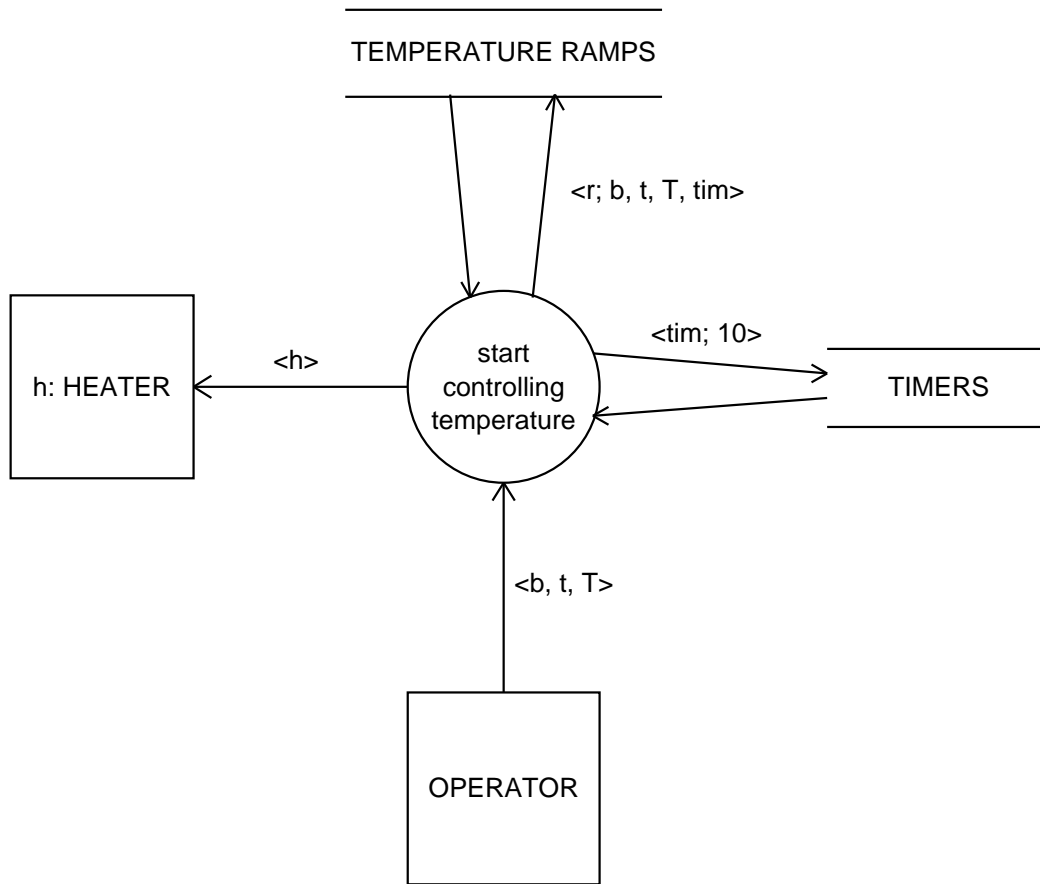 TEMPERATURE RAMPS
<r; b, t, T, tim>
<tim; 10>
<h>
start
controlling
temperature
h: HEATER
TIMERS
<b, t, T>
OPERATOR